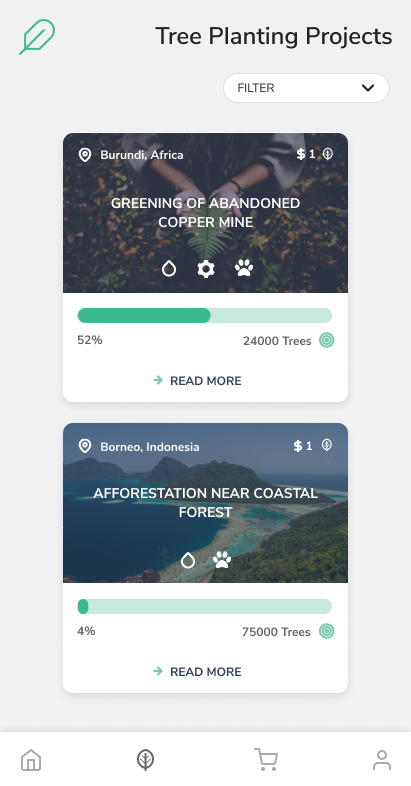 Tree Planting Projects
FILTER
Burundi, Africa
$ 1
GREENING OF ABANDONED
COPPER MINE
52%
24000 Trees
READ MORE
Borneo, Indonesia
$ 1
AFFORESTATION NEAR COASTAL
FOREST
4%
75000 Trees
READ MORE